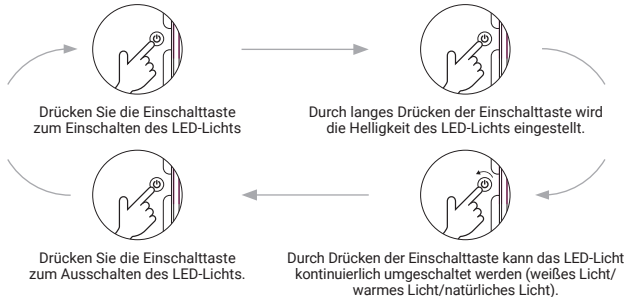 Drücken Sie die Einschalttaste
zum Einschalten des LED-Lichts
Durch langes Drücken der Einschalttaste wird
die Helligkeit des LED-Lichts eingestellt.
Drücken Sie die Einschalttaste
zum Ausschalten des LED-Lichts.
Durch Drücken der Einschalttaste kann das LED-Licht
kontinuierlich umgeschaltet werden (weißes Licht/
warmes Licht/natürliches Licht).